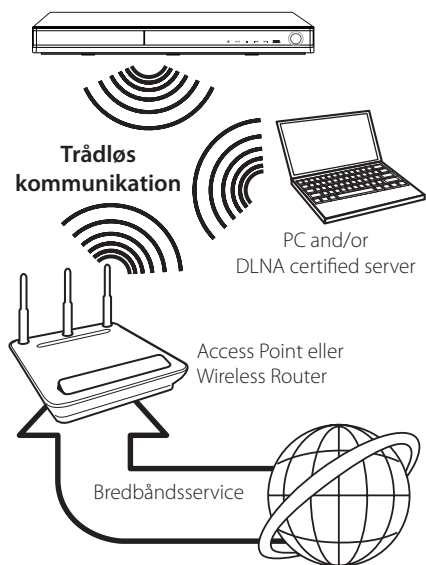 Trådløs
kommunikation
PC and/or
DLNA certified server
Access Point eller
Wireless Router
Bredbåndsservice